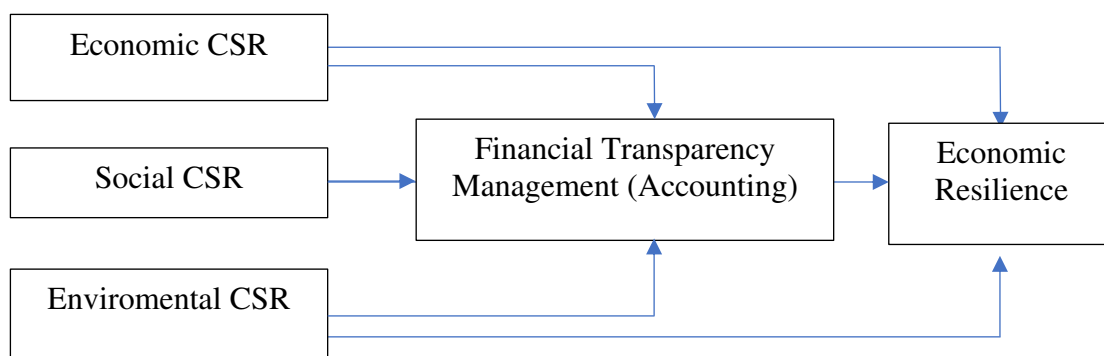 Economic CSR
Social CSR
Enviromental CSR
Financial Transparency
Management (Accounting)
Economic
Resilience